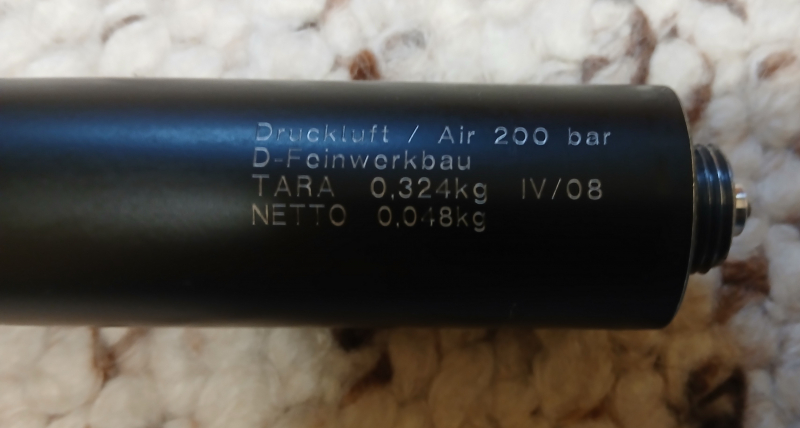 Druckluft / Air 200 bar
D-Feinwerkbau
TARA 0,324kg IV/08
NETTO 0,048kg